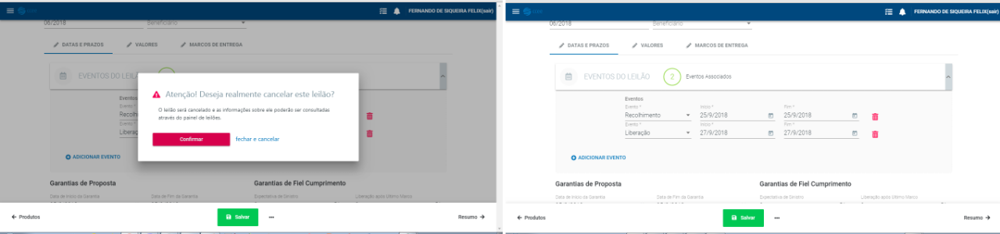 FERNANDO DE SIQUEIRA FELIX(sair)
06/2018
Beneficiário
DATAS E PRAZOS
VALORES
MARCOS DE ENTREGA
EVENTOS DO LEILÃ
Atenção! Deseja realmente cancelar este leilão?
O leilão será cancelado e as informações sobre ele poderão ser consultadas
através do painel de leilões.
Confirmar
fechar e cancelar
Eventos
Evento *
Recolh
Evento *
Liberaç
ADICIONAR EVENTO
Garantias de Proposta
Garantias de Fiel Cumprimento
Data de Início da Garantia
Data de Fim da Garantia
Expectativa de Sinistro
Liberação após Último Marco
Produtos
Salvar
Resumo
FERNANDO DE SIQUEIRA FELIX(sair)
06/2018
Beneficiário
DATAS E PRAZOS
VALORES
MARCOS DE ENTREGA
EVENTOS DO LEILÃO
2
Eventos Associados
Eventos
Evento *
Início *
Fim *
Recolhimento
25/9/2018
25/9/2018
Evento *
Início *
Fim *
Liberação
27/9/2018
27/9/2018
ADICIONAR EVENTO
Garantias de Proposta
Garantias de Fiel Cumprimento
Data de Início da Garantia
Data de Fim da Garantia
Expectativa de Sinistro
Liberação após Último Marco
Produtos
Salvar
Resumo